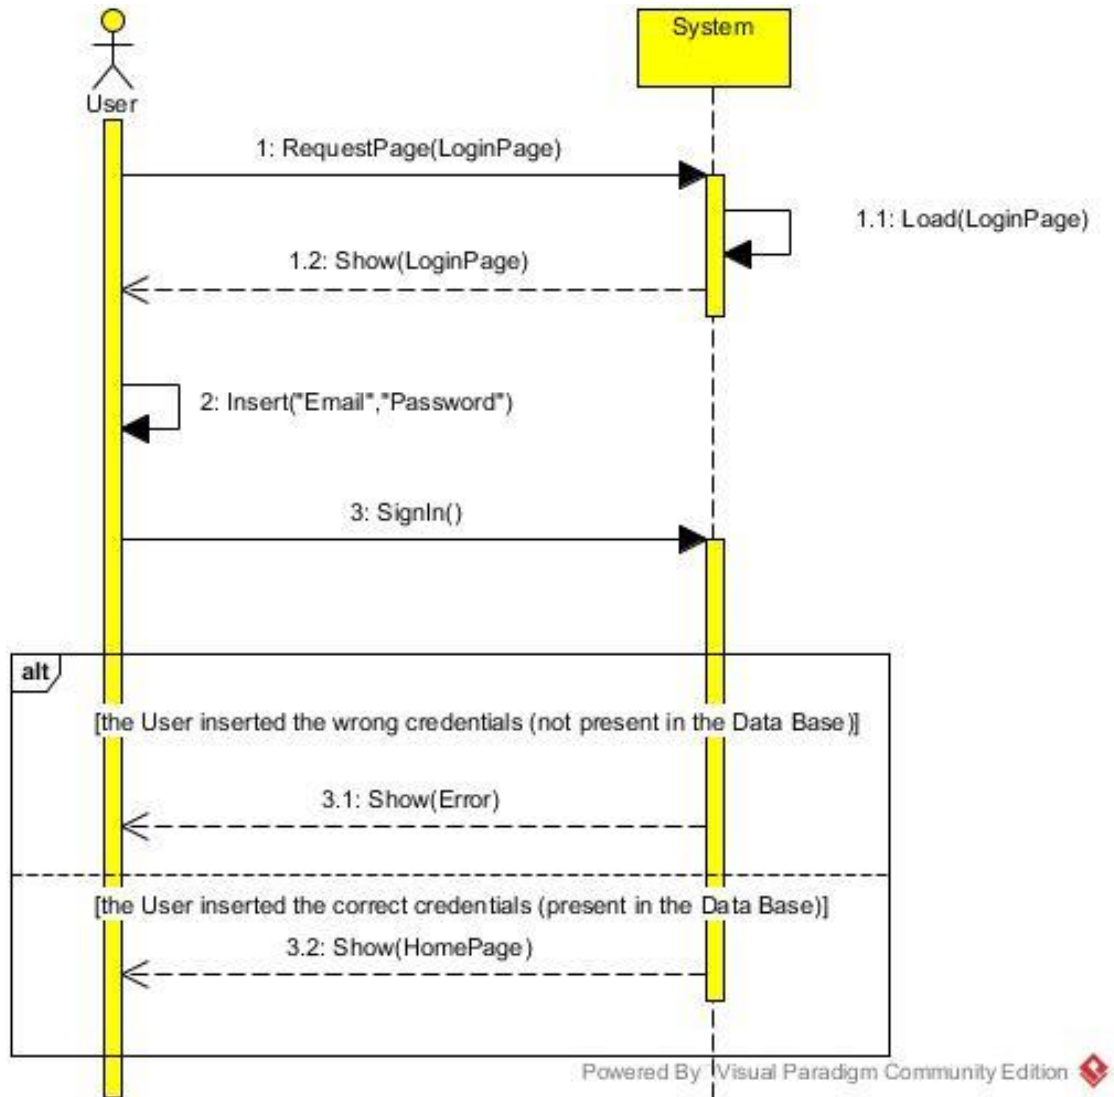 System
User
1: RequestPage(LoginPage)
1.1: Load(LoginPage)
1.2: Show(LoginPage)
2: Insert("Email","Password")
3: SignIn()
alt
[the User inserted the wrong credentials (not present in the Data Base)]
3.1: Show(Error)
[the User inserted the correct credentials (present in the Data Base)]
3.2: Show(HomePage)
Powered By Visual Paradigm Community Edition